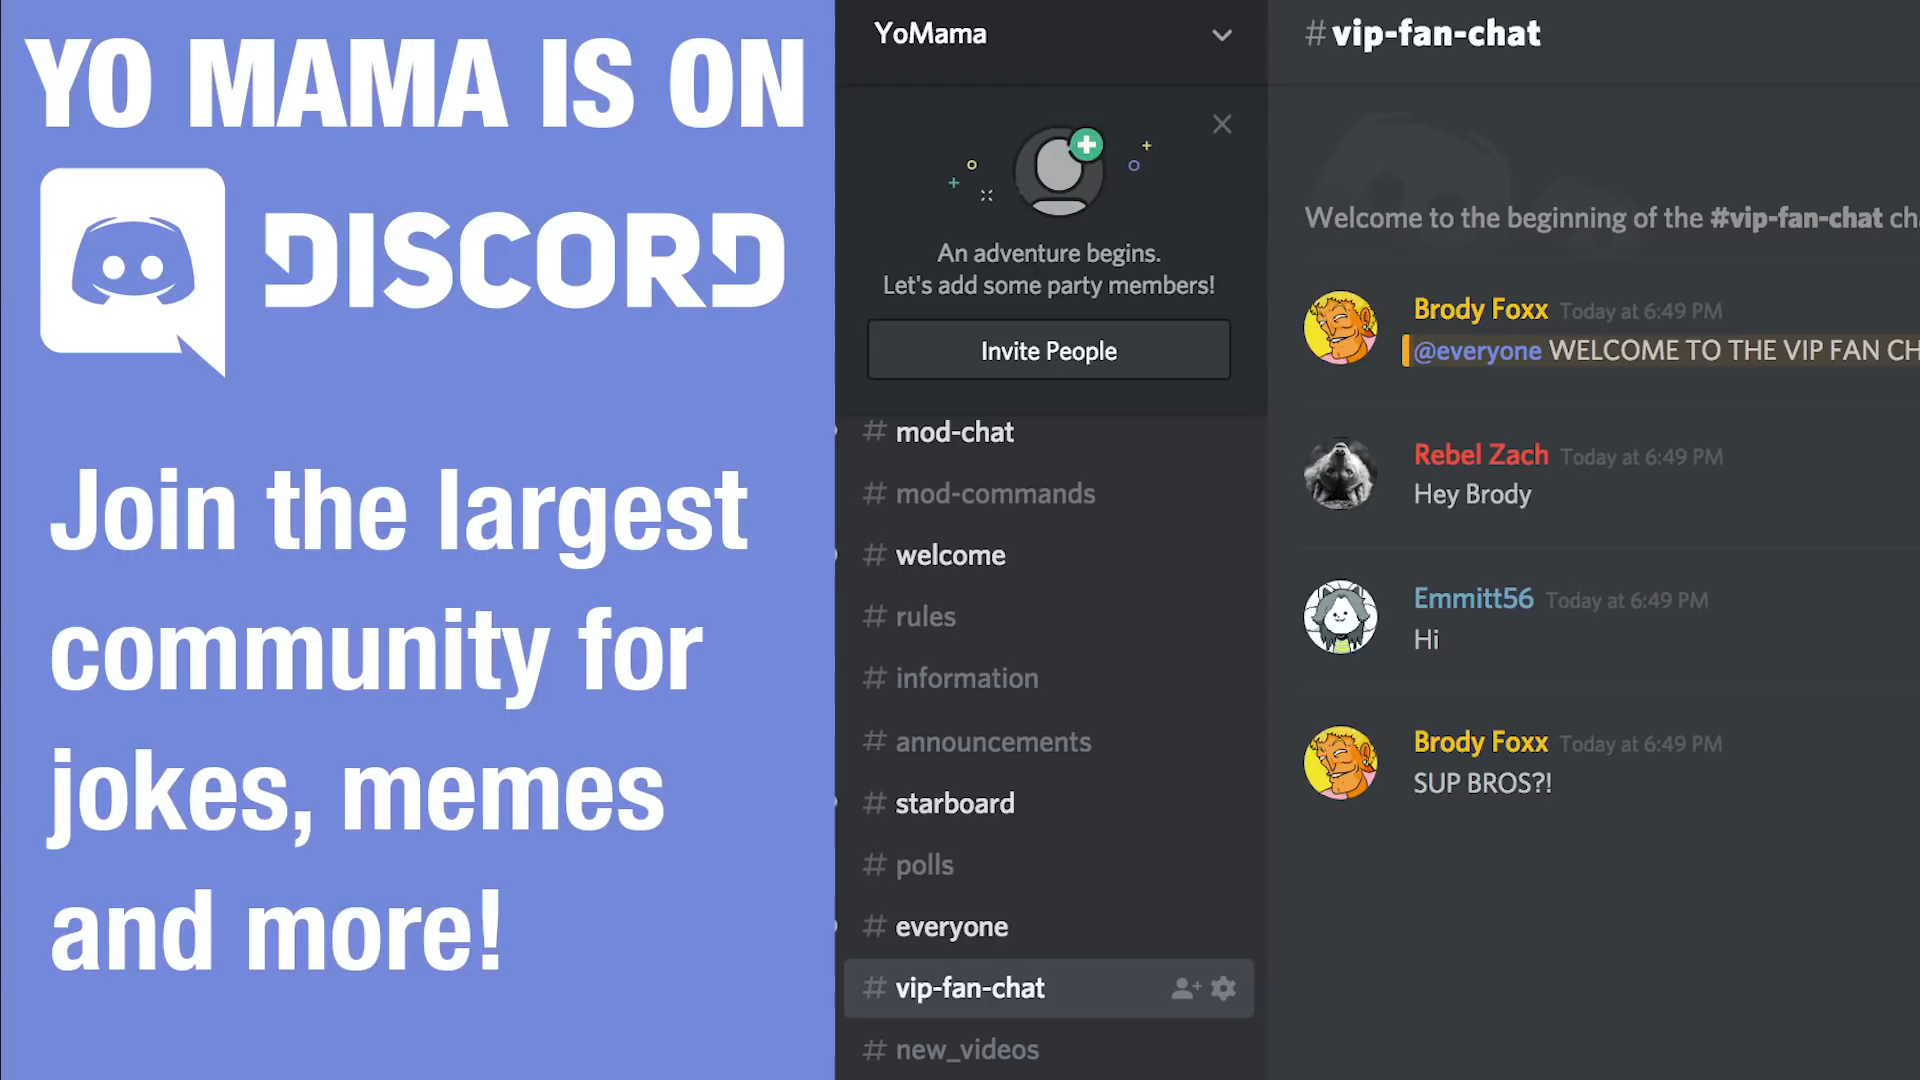 YO MAMA IS ON
DISCORD
Join the largest
community for
jokes, memes
and more!
YoMama
An adventure begins.
Let's add some party members!
Invite People
# mod-chat
# mod-commands
# welcome
# rules
# information
# announcements
# starboard
# polls
# everyone
# vip-fan-chat
# new_videos
# vip-fan-chat
Welcome to the beginning of the #vip-fan-chat ch
Brody Foxx Today at 6:49 PM
@everyone WELCOME TO THE VIP FAN CH
Rebel Zach Today at 6:49 PM
Hey Brody
Emmitt56 Today at 6:49 PM
Hi
Brody Foxx Today at 6:49 PM
SUP BROS?!